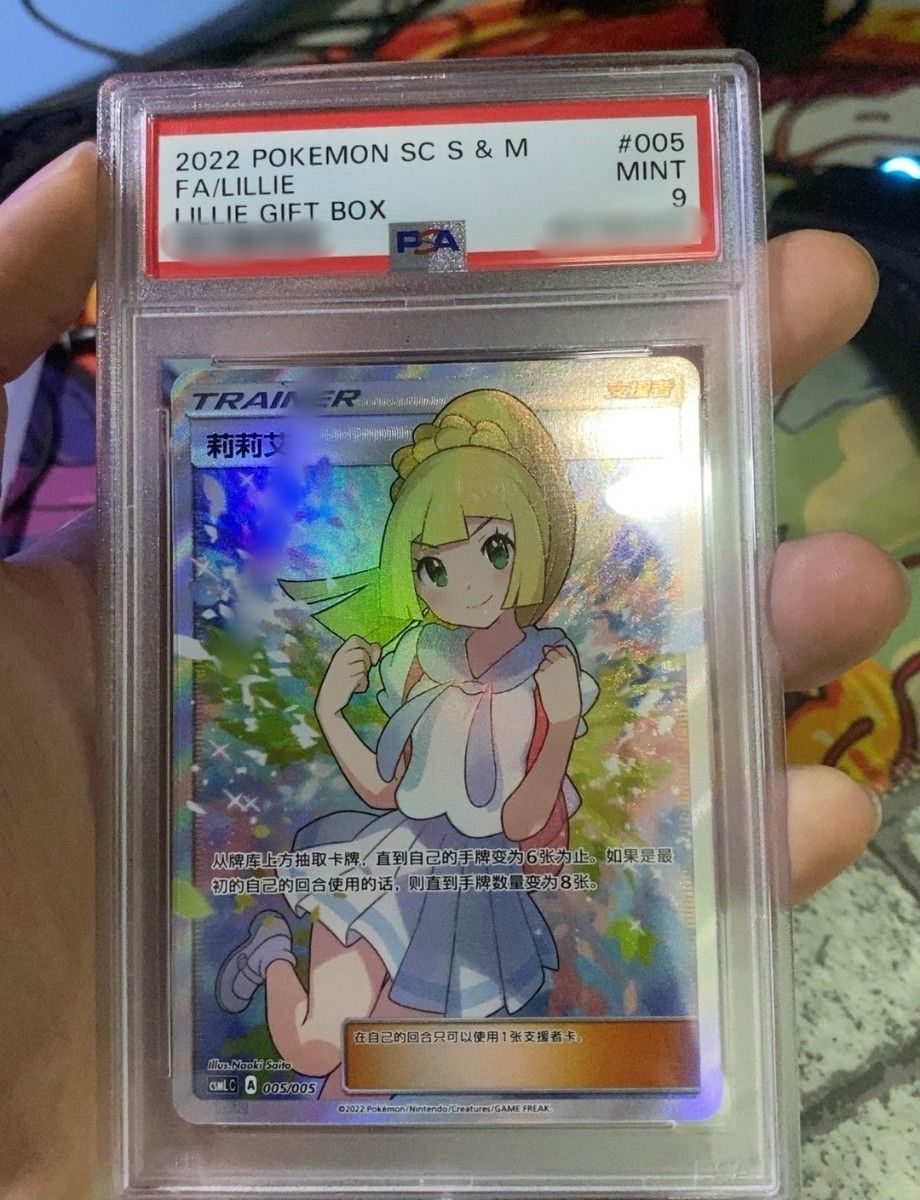 2022 POKEMON SC S & M #005
FA/LILLIE MINT
LILLIE GIFT BOX 9
PSA
TRAINER 支援者
莉莉艾
从牌库上方抽取卡牌，直到自己的手牌变为6张为止。如果是最
初的自己的回合使用的话，则直到手牌数量变为8张。
在自己的回合只可以使用1张支援者卡。
Illus.Naoki Saito
CSMLC A 005/005
©2022 Pokémon/Nintendo/Creatures/GAME FREAK